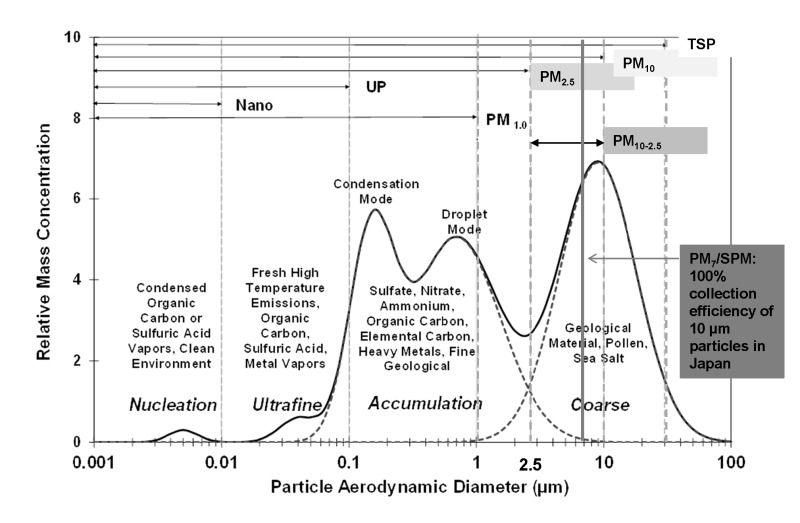 10
8
6
4
2
0
Relative Mass Concentration
TSP
PM10
PM2.5
UP
Nano
PM 1.0
PM10-2.5
Condensation
Mode
Droplet
Mode
Condensed
Organic
Carbon or
Sulfuric Acid
Vapors, Clean
Environment
Fresh High
Temperature
Emissions,
Organic
Carbon,
Sulfuric Acid,
Metal Vapors
Sulfate, Nitrate,
Ammonium,
Organic Carbon,
Elemental Carbon,
Heavy Metals, Fine
Geological
Geological
Material, Pollen,
Sea Salt
PM7/SPM:
100%
collection
efficiency of
10 µm
particles in
Japan
Nucleation
Ultrafine
Accumulation
Coarse
0.001
0.01
0.1
1
2.5
10
100
Particle Aerodynamic Diameter (µm)